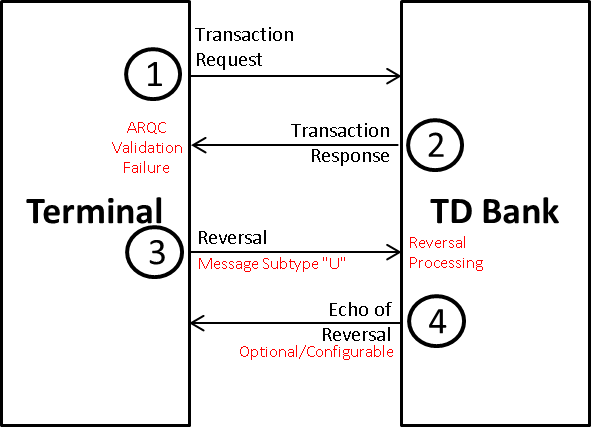 Transaction
Request
1
ARQC
Validation
Failure
Transaction
Response
2
Terminal
TD Bank
3
Reversal
Message Subtype "U"
Reversal
Processing
Echo of
Reversal
Optional/Configurable
4